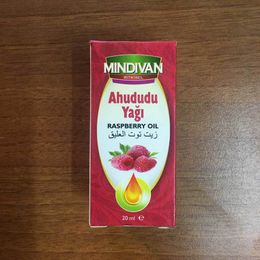 MINDIVAN
Ahududu
Yağı
RASPBERRY OIL
زيت توت العليق
20 ml e